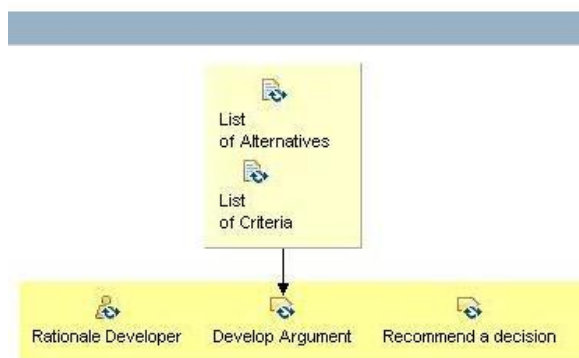 List
of Alternatives
List
of Criteria
Rationale Developer
Develop Argument
Recommend a decision